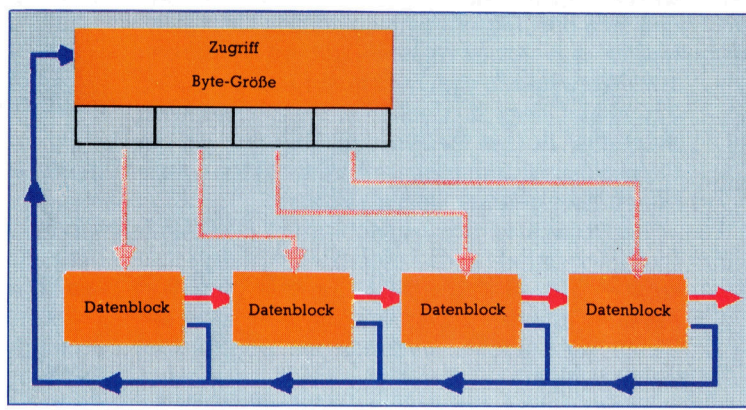 Zugriff
Byte-Größe
Datenblock
Datenblock
Datenblock
Datenblock